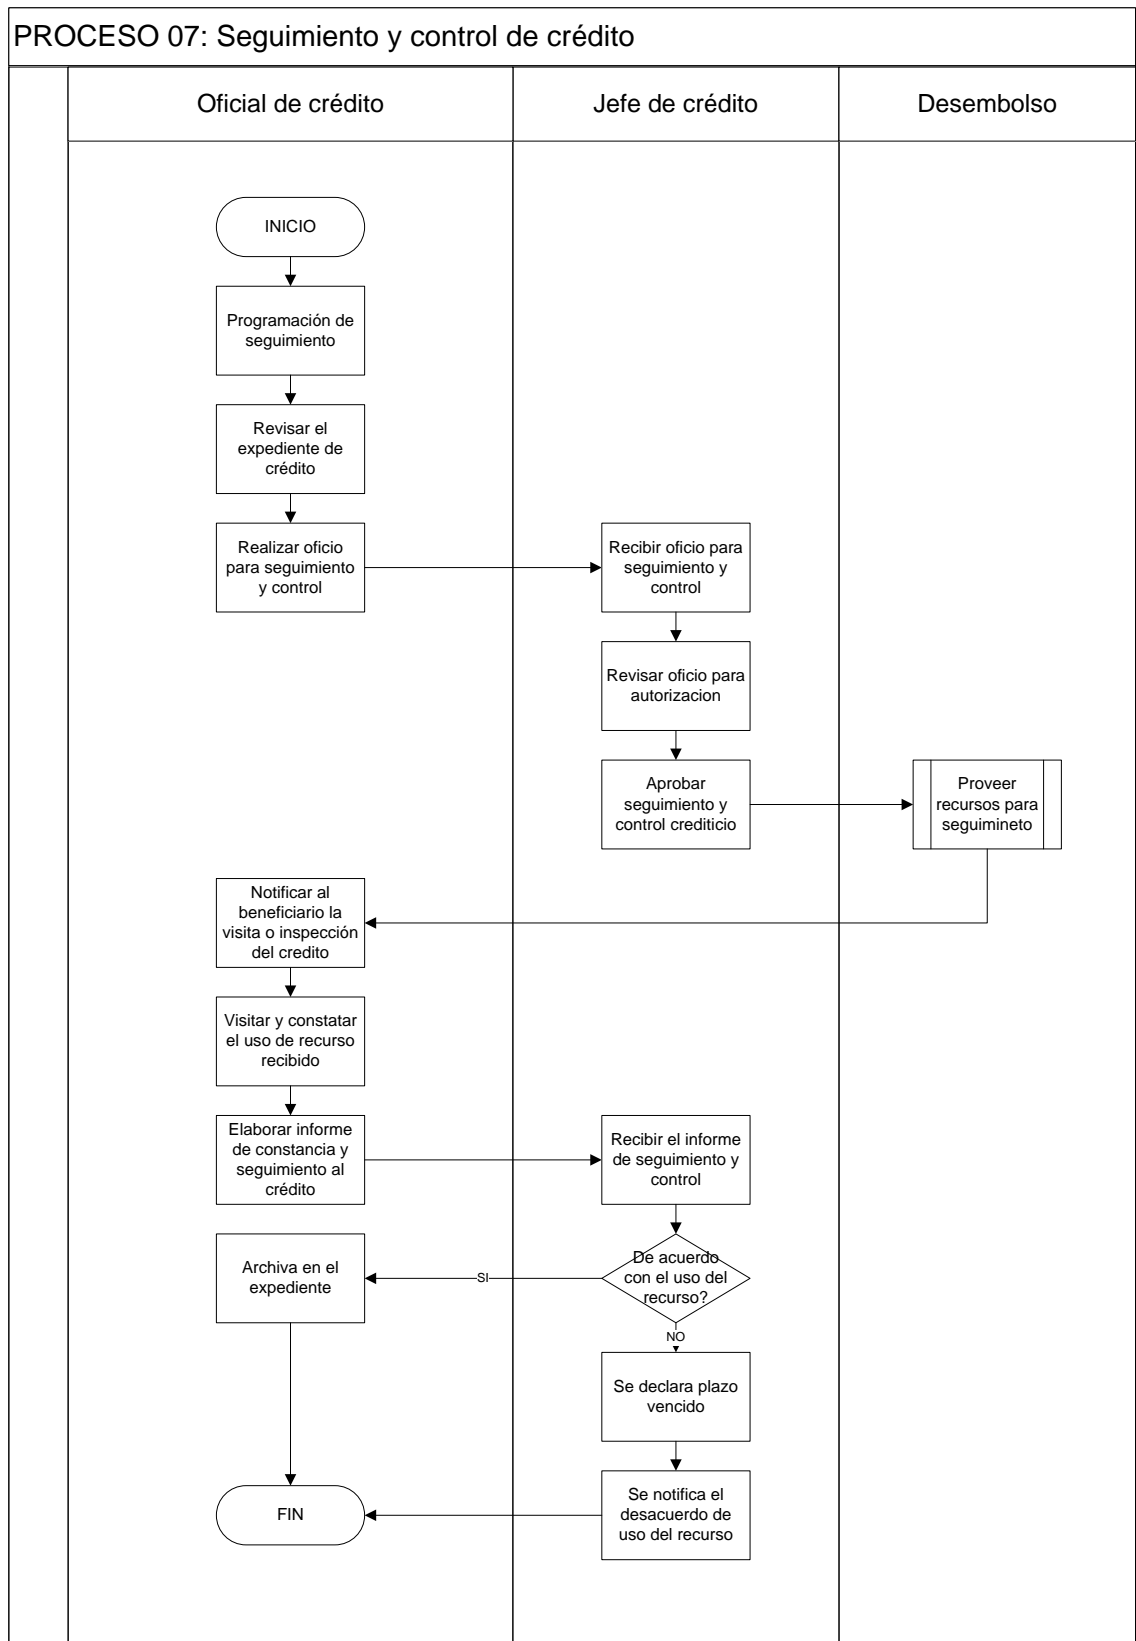 PROCESO 07: Seguimiento y control de crédito
Oficial de crédito
Jefe de crédito
Desembolso
INICIO
Programación de
seguimiento
Revisar el
expediente de
crédito
Realizar oficio
para seguimiento
y control
Recibir oficio para
seguimiento y
control
Revisar oficio para
autorizacion
Aprobar
seguimiento y
control crediticio
Proveer
recursos para
seguimineto
Notificar al
beneficiario la
visita o inspección
del credito
Visitar y constatar
el uso de recurso
recibido
Elaborar informe
de constancia y
seguimiento al
crédito
Recibir el informe
de seguimiento y
control
De acuerdo
con el uso del
recurso?
SI
Archiva en el
expediente
NO
Se declara plazo
vencido
Se notifica el
desacuerdo de
uso del recurso
FIN